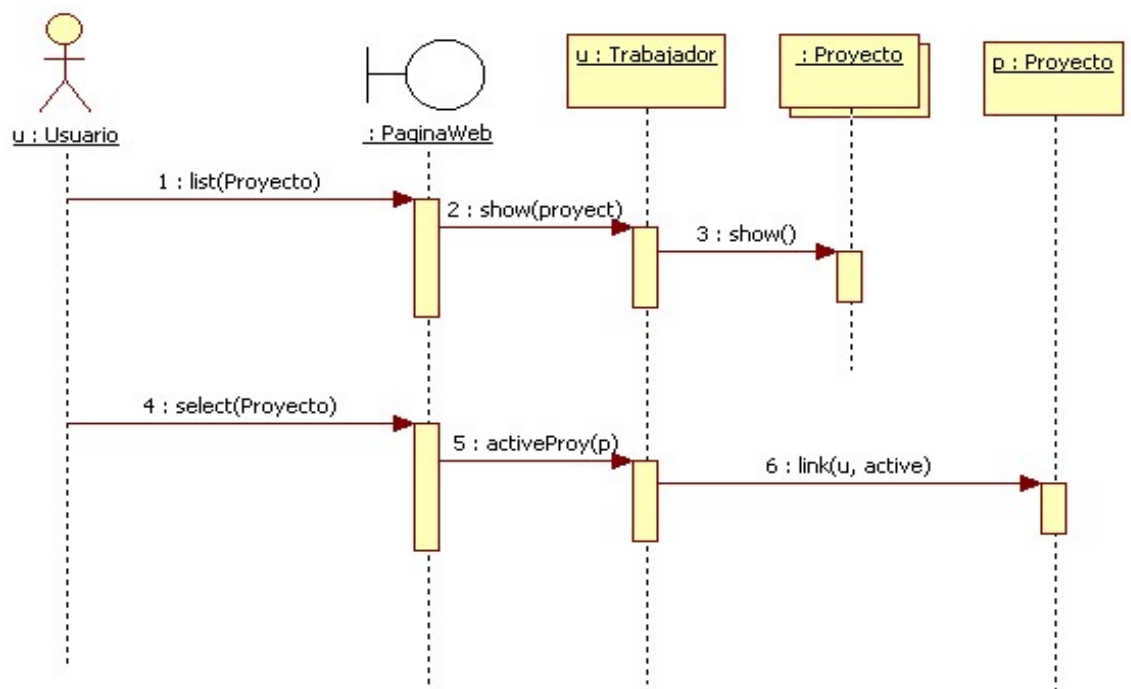 u : Trabajador
: Proyecto
p : Proyecto
u : Usuario
: PaginaWeb
1 : list(Proyecto)
2 : show(proyect)
3 : show()
4 : select(Proyecto)
5 : activeProy(p)
6 : link(u, active)